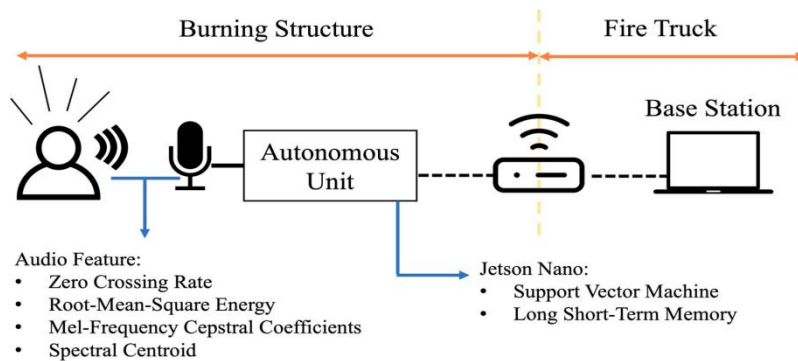 Burning Structure
Fire Truck
Base Station
Autonomous
Unit
Audio Feature:
• Zero Crossing Rate
• Root-Mean-Square Energy
• Mel-Frequency Cepstral Coefficients
• Spectral Centroid
Jetson Nano:
• Support Vector Machine
• Long Short-Term Memory